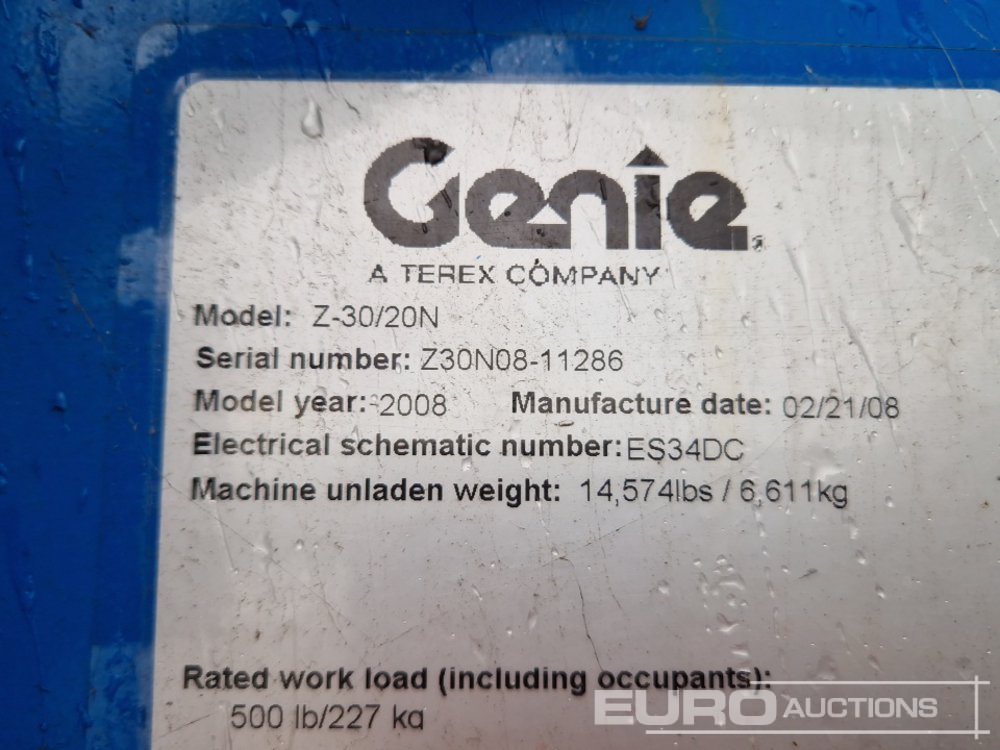 Genie
A TEREX COMPANY
Model: Z-30/20N
Serial number: Z30N08-11286
Model year: 2008 Manufacture date: 02/21/08
Electrical schematic number: ES34DC
Machine unladen weight: 14,574lbs / 6,611kg
Rated work load (including occupants):
500 lb/227 kg
EURO AUCTIONS